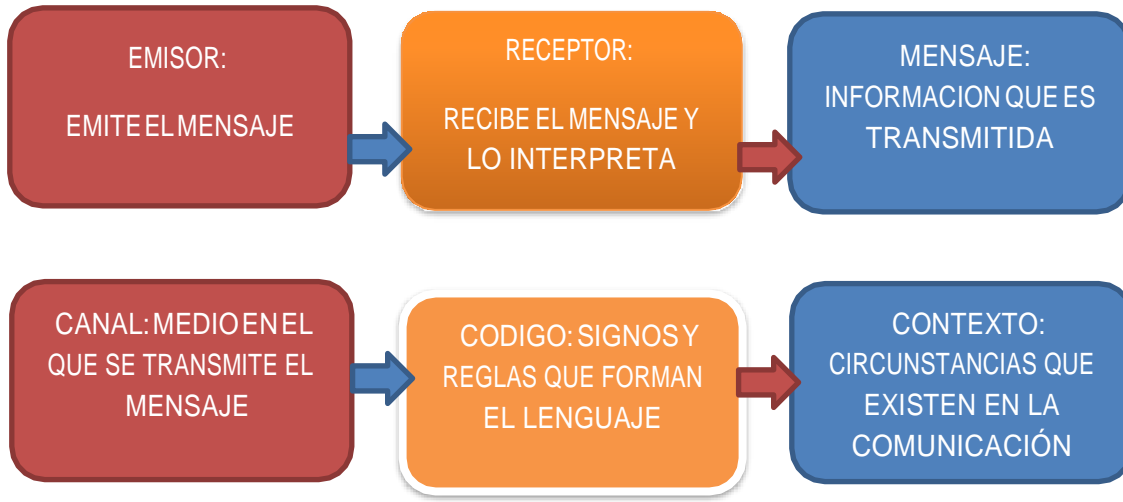 EMISOR:
EMITE EL MENSAJE
RECEPTOR:
RECIBE EL MENSAJE Y
LO INTERPRETA
MENSAJE:
INFORMACION QUE ES
TRANSMITIDA
CANAL: MEDIO EN EL
QUE SE TRANSMITE EL
MENSAJE
CODIGO: SIGNOS Y
REGLAS QUE FORMAN
EL LENGUAJE
CONTEXTO:
CIRCUNSTANCIAS QUE
EXISTEN EN LA
COMUNICACIÓN